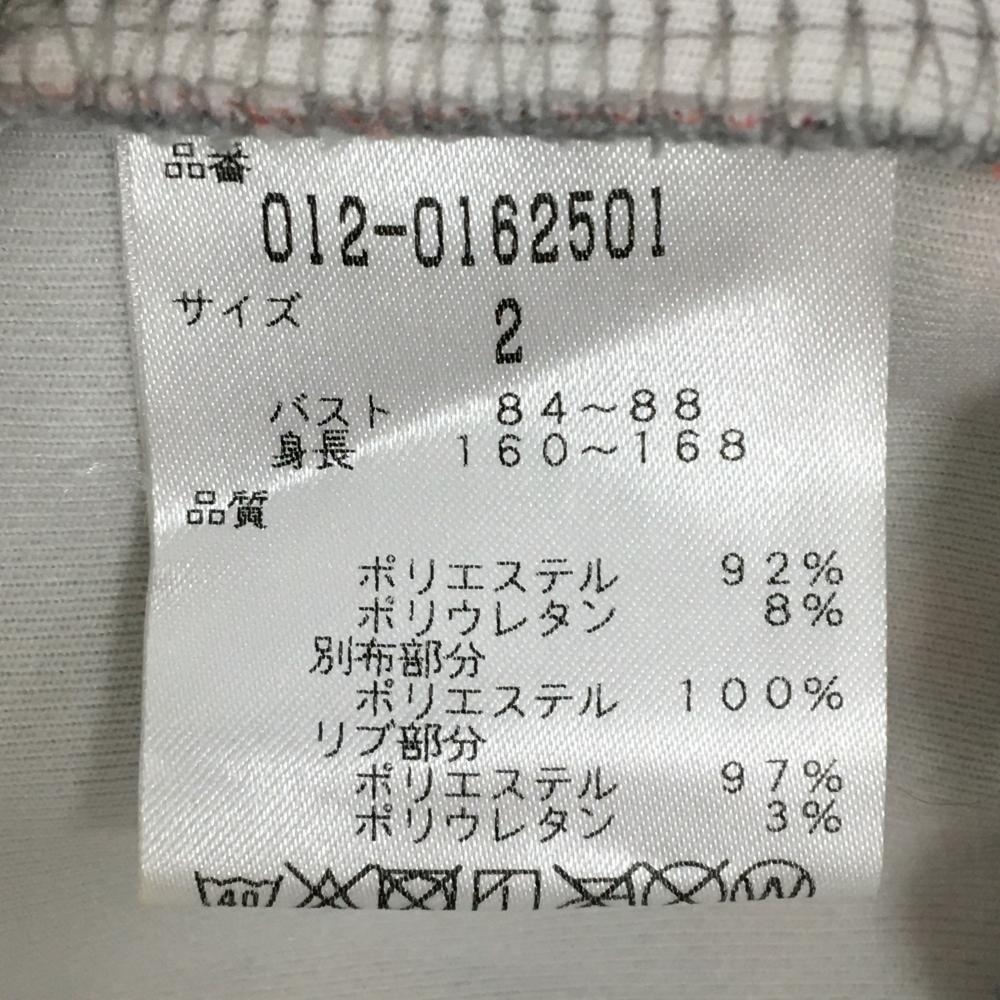 品番
012-0162501
サイズ 2
バスト 84~88
身長 160~168
品質
ポリエステル 92%
ポリウレタン 8%
別布部分
ポリエステル 100%
リブ部分
ポリエステル 97%
ポリウレタン 3%
40 W